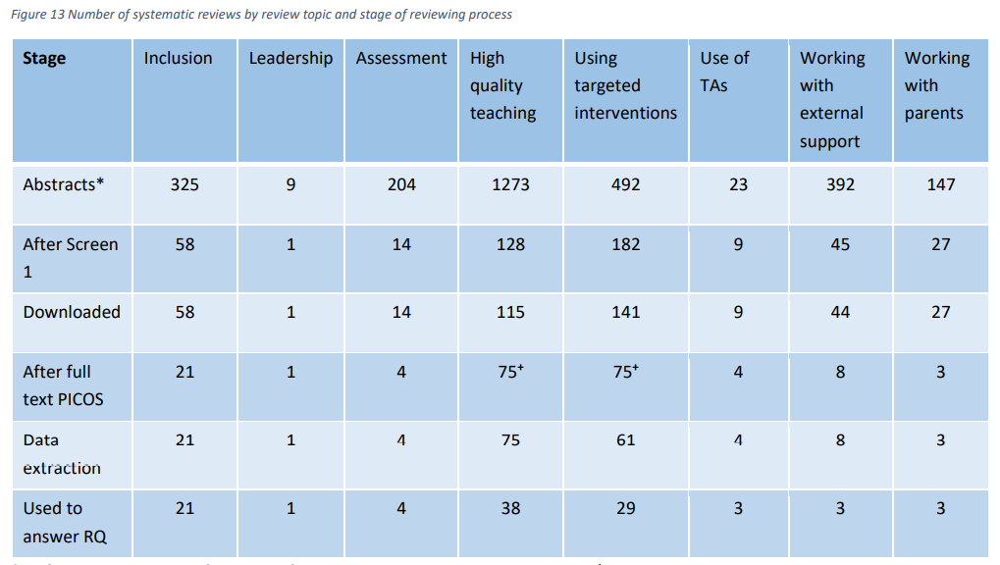 Figure 13 Number of systematic reviews by review topic and stage of reviewing process
Stage Inclusion Leadership Assessment High quality teaching Using targeted interventions Use of TAs Working with external support Working with parents
Abstracts* 325 9 204 1273 492 23 392 147
After Screen 1 58 1 14 128 182 9 45 27
Downloaded 58 1 14 115 141 9 44 27
After full text PICOS 21 1 4 75⁺ 75⁺ 4 8 3
Data extraction 21 1 4 75 61 4 8 3
Used to answer RQ 21 1 4 38 29 3 3 3